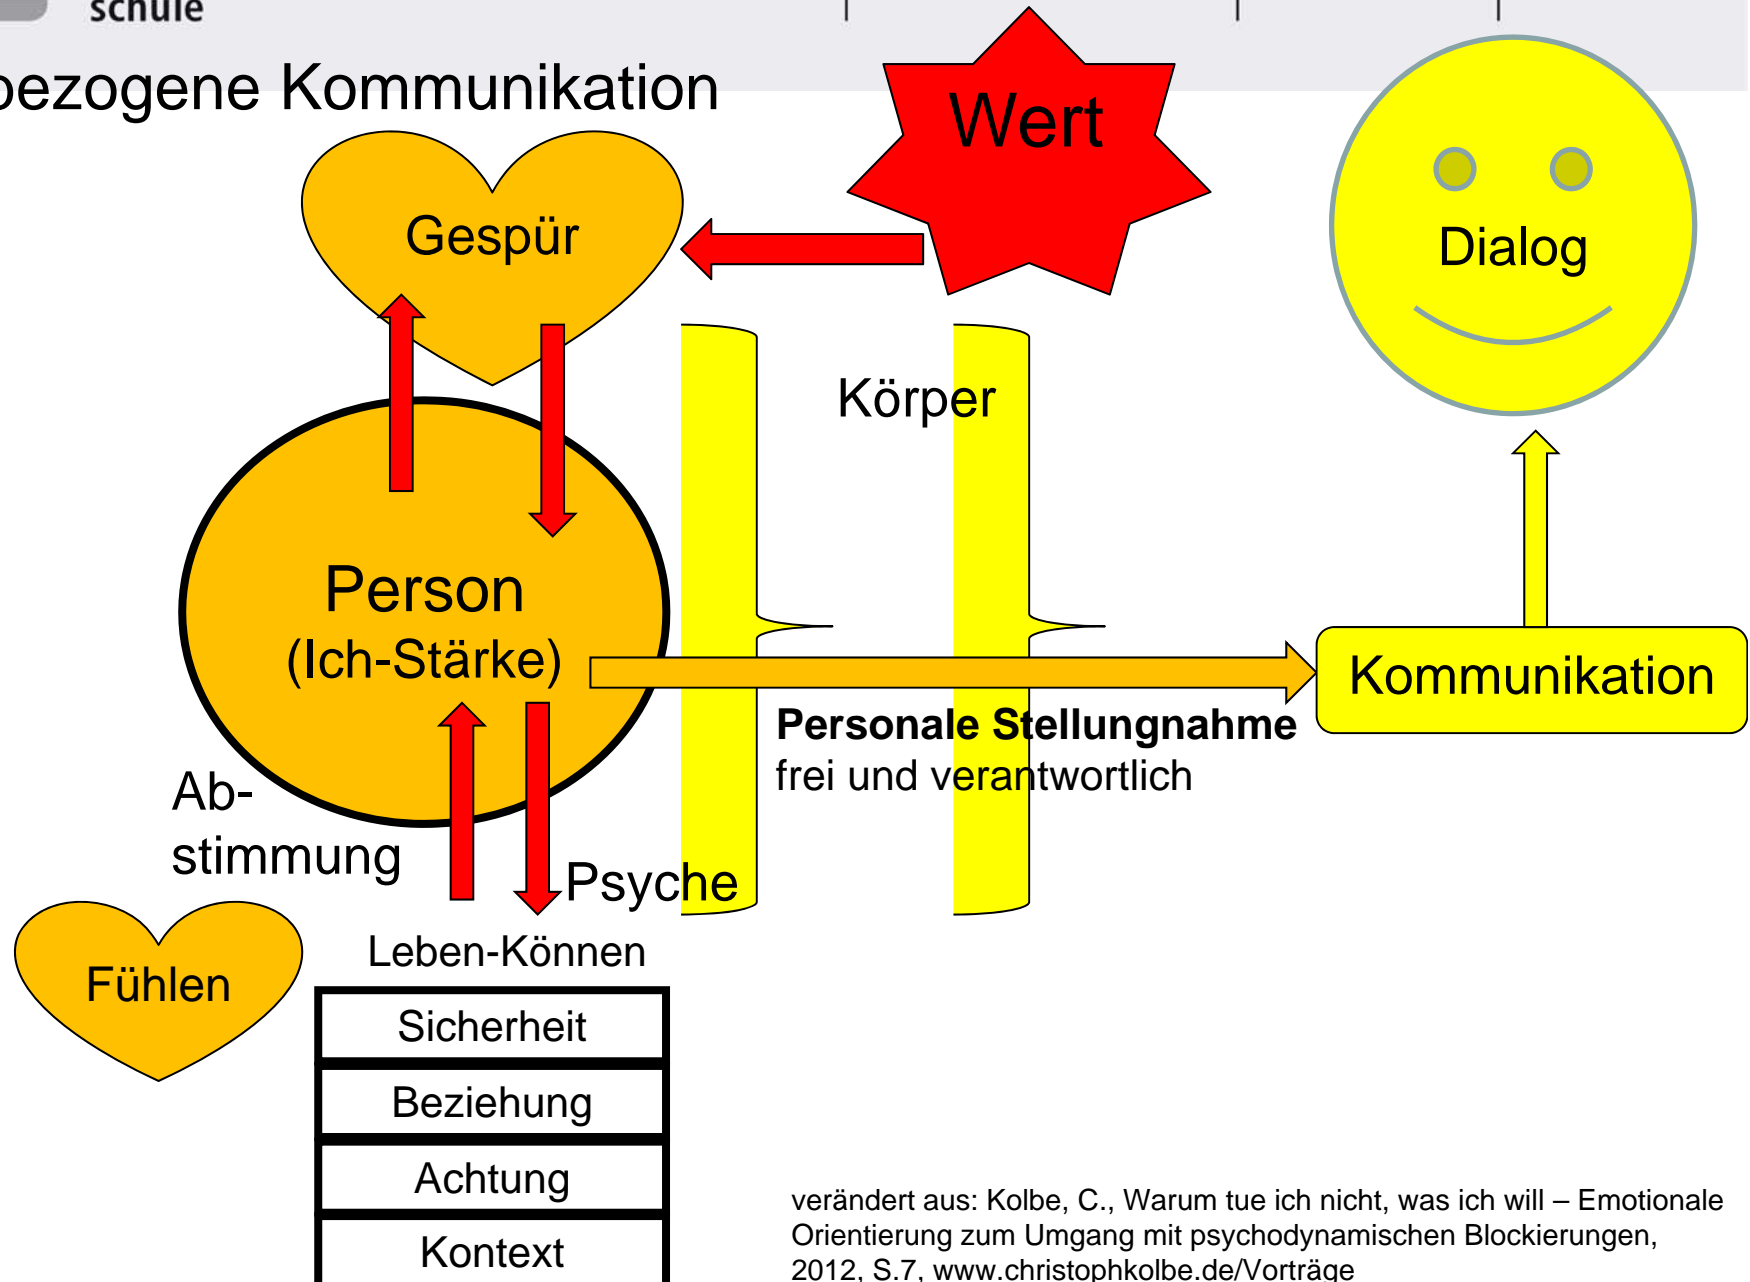 schule
bezogene Kommunikation
Wert
Gespür
Dialog
Körper
Person
(Ich-Stärke)
Kommunikation
Personale Stellungnahme
frei und verantwortlich
Ab-
stimmung
Psyche
Fühlen
Leben-Können
Sicherheit
Beziehung
Achtung
Kontext
verändert aus: Kolbe, C., Warum tue ich nicht, was ich will – Emotionale
Orientierung zum Umgang mit psychodynamischen Blockierungen,
2012, S.7, www.christophkolbe.de/Vorträge